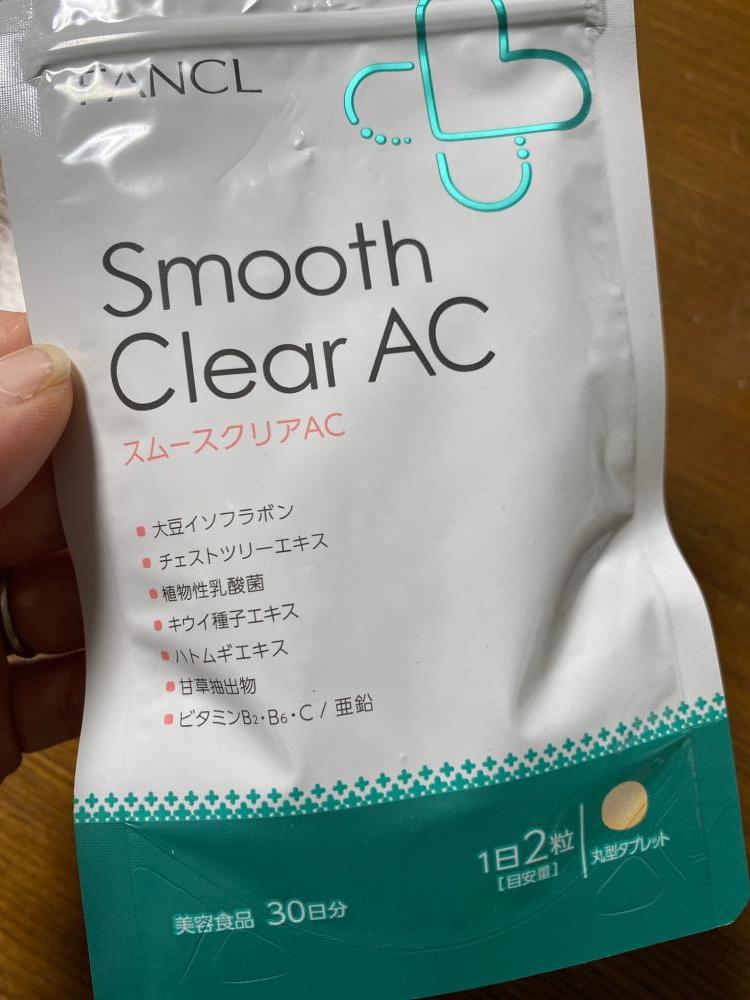 FANCL
Smooth
Clear AC
スムースクリアAC
大豆イソフラボン
チェストツリーエキス
植物性乳酸菌
キウイ種子エキス
ハトムギエキス
甘草抽出物
ビタミンB2・B6・C / 亜鉛
1日2粒
[目安量]
丸型タブレット
美容食品 30日分